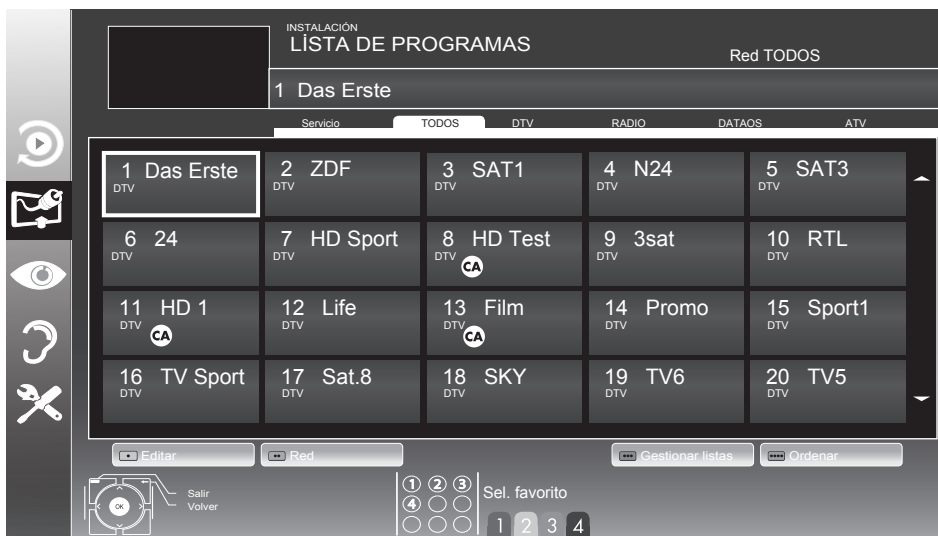 INSTALACIÓN
LİSTA DE PROGRAMAS
Red TODOS
1 Das Erste
Servicio TODOS DTV RADIO DATAOS ATV
1 Das Erste
DTV
2 ZDF
DTV
3 SAT1
DTV
4 N24
DTV
5 SAT3
DTV
6 24
DTV
7 HD Sport
DTV
8 HD Test
DTV CA
9 3sat
DTV
10 RTL
DTV
11 HD 1
DTV CA
12 Life
DTV
13 Film
DTV CA
14 Promo
DTV
15 Sport1
DTV
16 TV Sport
DTV
17 Sat.8
DTV
18 SKY
DTV
19 TV6
DTV
20 TV5
DTV
Editar Red Gestionar listas Ordenar
OK
Salir
Volver
1 2 3
4
Sel. favorito
1 2 3 4